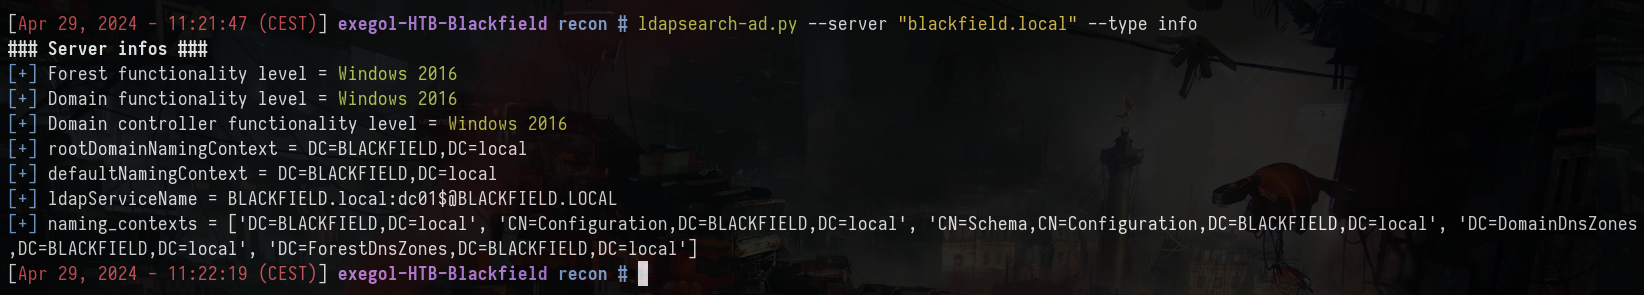 [Apr 29, 2024 - 11:21:47 (CEST)] exegol-HTB-Blackfield recon # ldapsearch-ad.py --server "blackfield.local" --type info
### Server infos ###
[+] Forest functionality level = Windows 2016
[+] Domain functionality level = Windows 2016
[+] Domain controller functionality level = Windows 2016
[+] rootDomainNamingContext = DC=BLACKFIELD,DC=local
[+] defaultNamingContext = DC=BLACKFIELD,DC=local
[+] ldapServiceName = BLACKFIELD.local:dc01$@BLACKFIELD.LOCAL
[+] naming_contexts = ['DC=BLACKFIELD,DC=local', 'CN=Configuration,DC=BLACKFIELD,DC=local', 'CN=Schema,CN=Configuration,DC=BLACKFIELD,DC=local', 'DC=DomainDnsZones
,DC=BLACKFIELD,DC=local', 'DC=ForestDnsZones,DC=BLACKFIELD,DC=local']
[Apr 29, 2024 - 11:22:19 (CEST)] exegol-HTB-Blackfield recon #